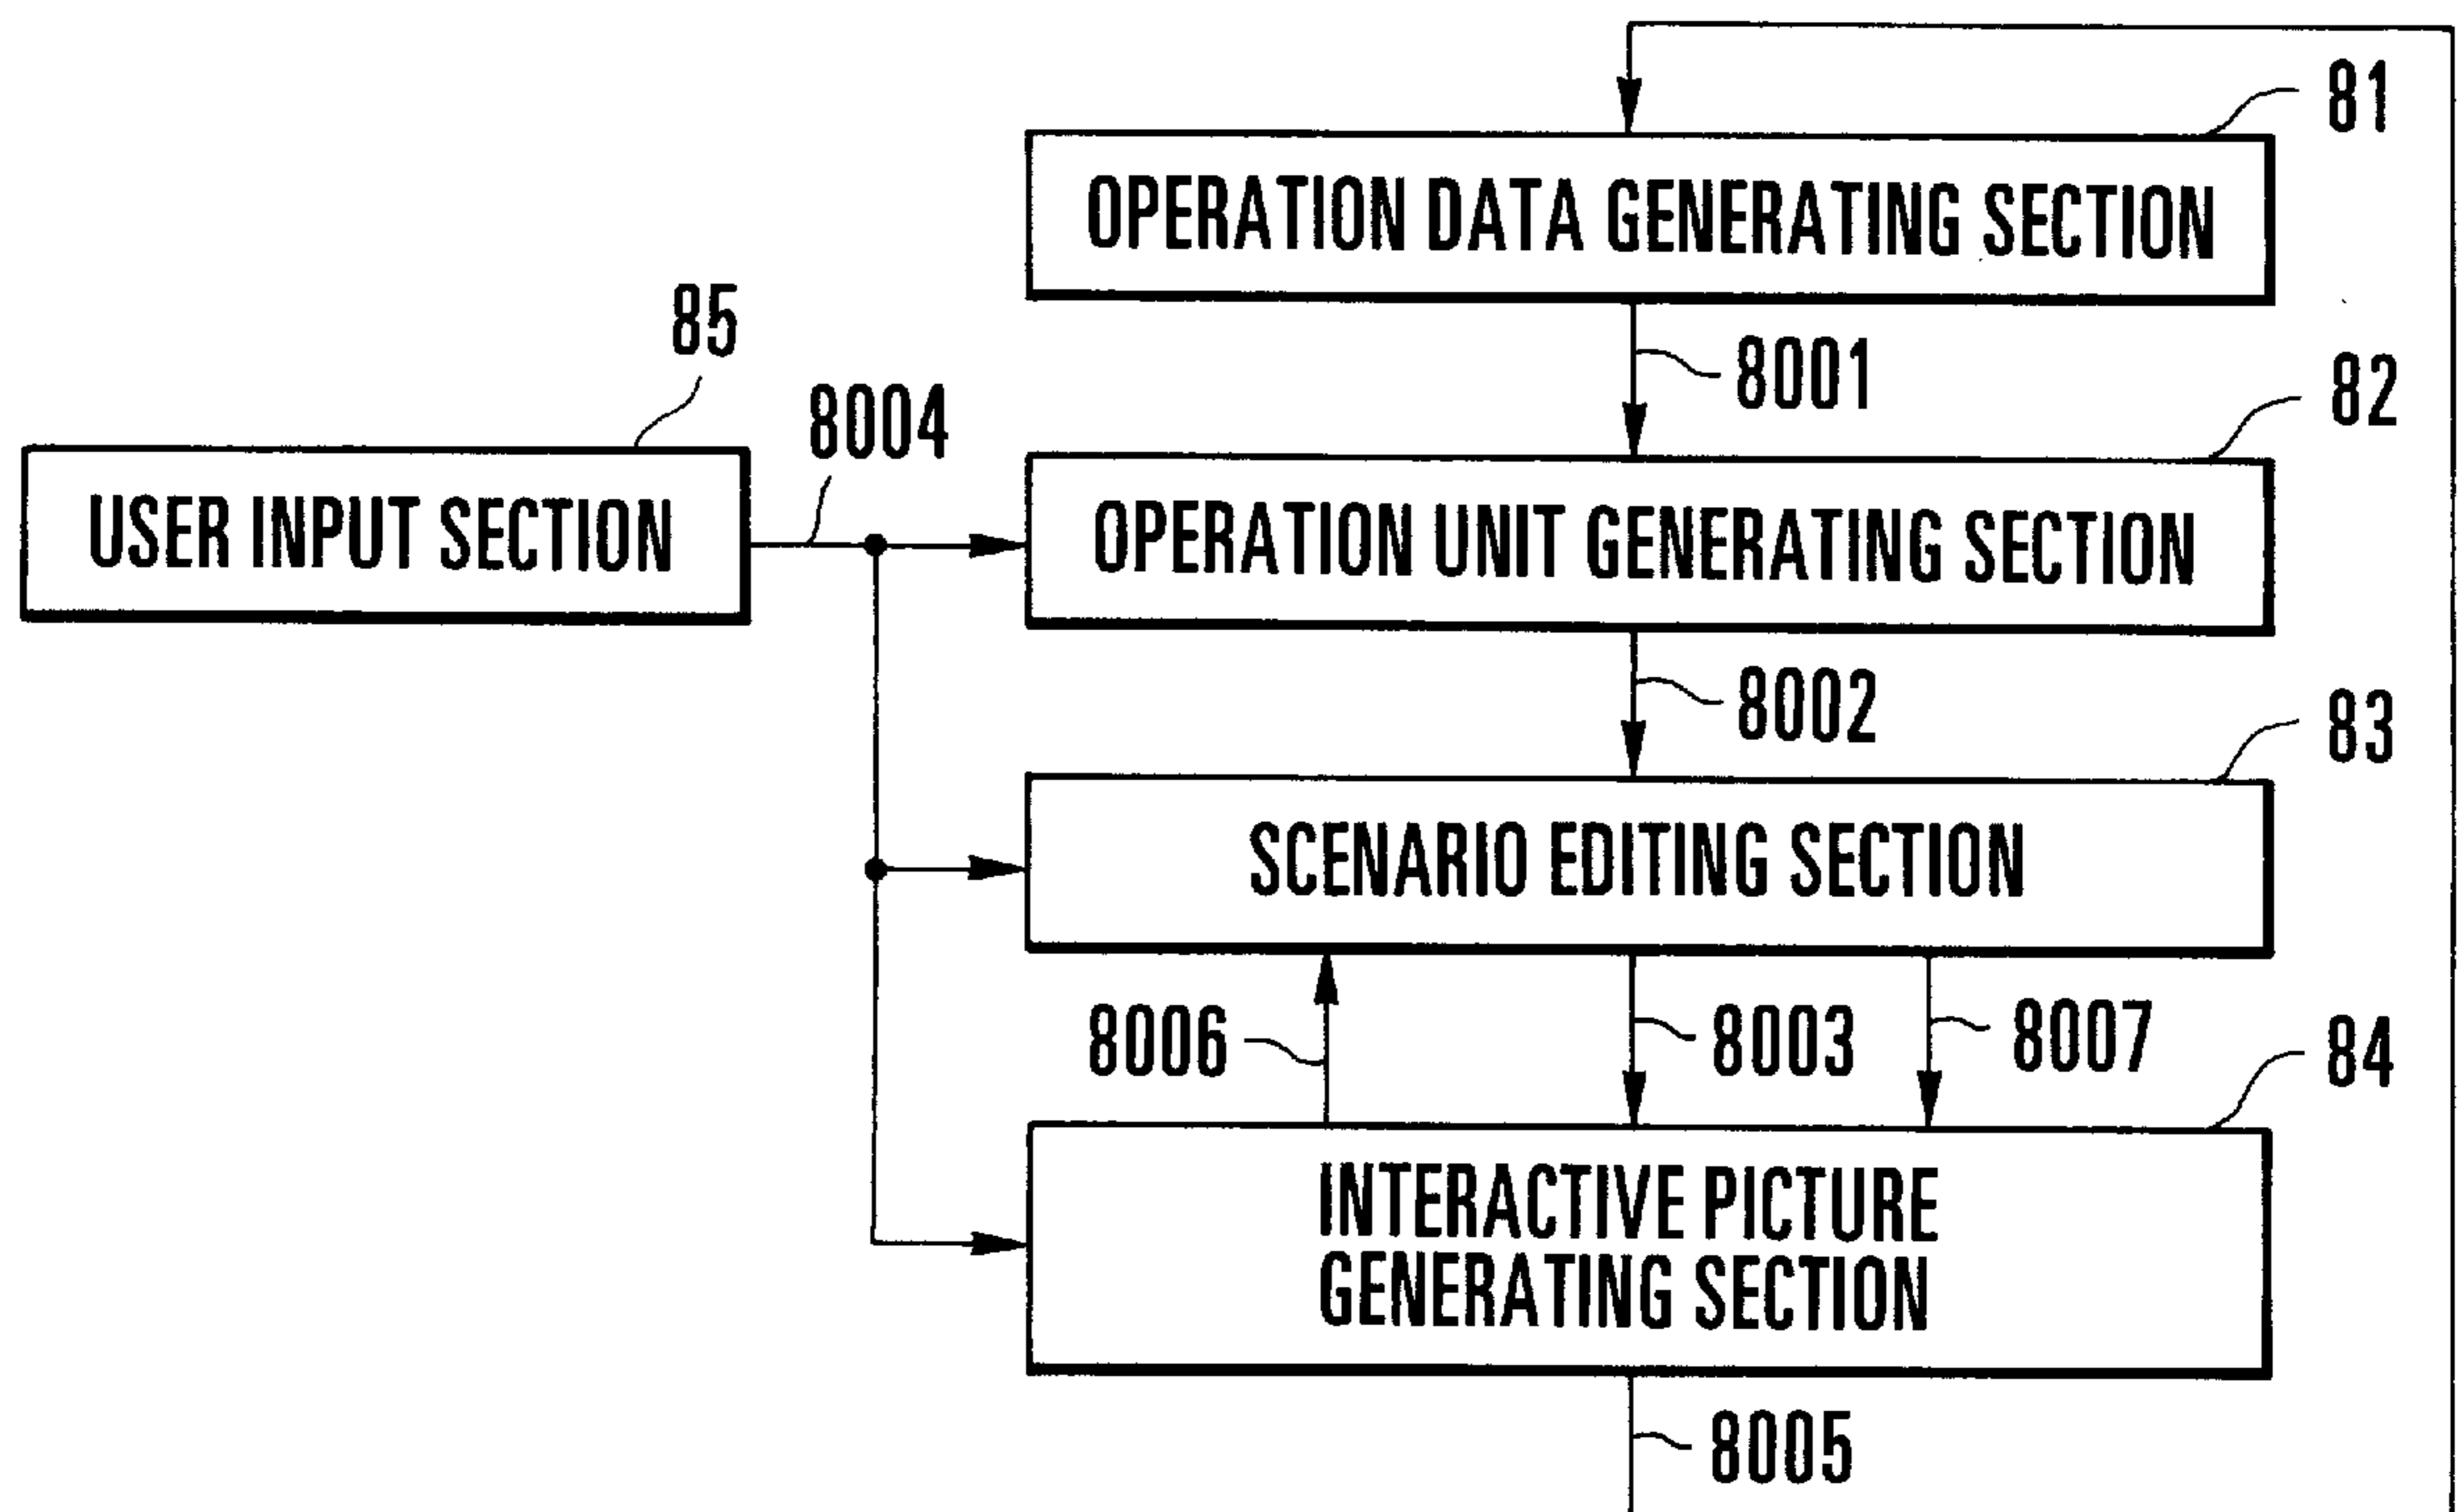 81
OPERATION DATA GENERATING SECTION
85
8001
82
8004
USER INPUT SECTION
OPERATION UNIT GENERATING SECTION
8002
83
SCENARIO EDITING SECTION
8006
8003
8007
84
INTERACTIVE PICTURE
GENERATING SECTION
8005